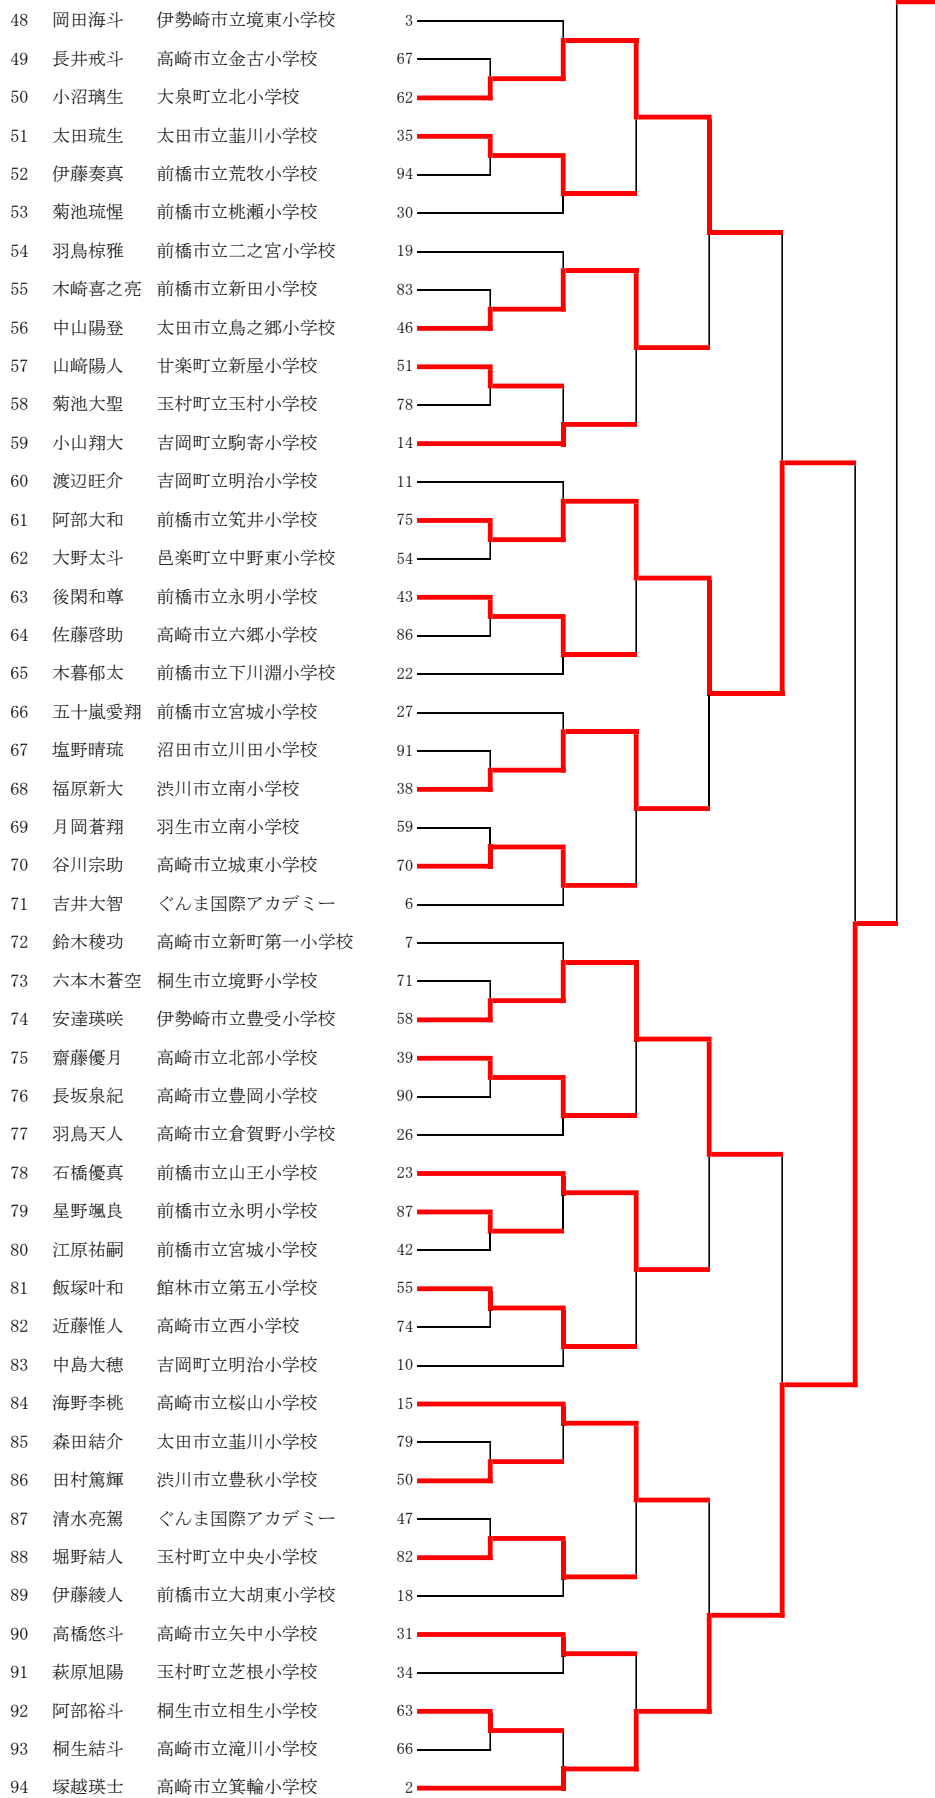 48 岡田海斗 伊勢崎市立境東小学校 3
49 長井戒斗 高崎市立金古小学校 67
50 小沼璃生 大泉町立北小学校 62
51 太田琉生 太田市立韮川小学校 35
52 伊藤奏真 前橋市立荒牧小学校 94
53 菊池琉惺 前橋市立桃瀬小学校 30
54 羽鳥椋雅 前橋市立二之宮小学校 19
55 木崎喜之亮 前橋市立新田小学校 83
56 中山陽登 太田市立鳥之郷小学校 46
57 山﨑陽人 甘楽町立新屋小学校 51
58 菊池大聖 玉村町立玉村小学校 78
59 小山翔大 吉岡町立駒寄小学校 14
60 渡辺旺介 吉岡町立明治小学校 11
61 阿部大和 前橋市立笂井小学校 75
62 大野太斗 邑楽町立中野東小学校 54
63 後閑和尊 前橋市立永明小学校 43
64 佐藤啓助 高崎市立六郷小学校 86
65 木暮郁太 前橋市立下川淵小学校 22
66 五十嵐愛翔 前橋市立宮城小学校 27
67 塩野晴琉 沼田市立川田小学校 91
68 福原新大 渋川市立南小学校 38
69 月岡蒼翔 羽生市立南小学校 59
70 谷川宗助 高崎市立城東小学校 70
71 吉井大智 ぐんま国際アカデミー 6
72 鈴木稜功 高崎市立新町第一小学校 7
73 六本木蒼空 桐生市立境野小学校 71
74 安達瑛咲 伊勢崎市立豊受小学校 58
75 齋藤優月 高崎市立北部小学校 39
76 長坂泉紀 高崎市立豊岡小学校 90
77 羽鳥天人 高崎市立倉賀野小学校 26
78 石橋優真 前橋市立山王小学校 23
79 星野颯良 前橋市立永明小学校 87
80 江原祐嗣 前橋市立宮城小学校 42
81 飯塚叶和 館林市立第五小学校 55
82 近藤惟人 高崎市立西小学校 74
83 中島大穂 吉岡町立明治小学校 10
84 海野李桃 高崎市立桜山小学校 15
85 森田結介 太田市立韮川小学校 79
86 田村篤輝 渋川市立豊秋小学校 50
87 清水亮駕 ぐんま国際アカデミー 47
88 堀野結人 玉村町立中央小学校 82
89 伊藤綾人 前橋市立大胡東小学校 18
90 高橋悠斗 高崎市立矢中小学校 31
91 萩原旭陽 玉村町立芝根小学校 34
92 阿部裕斗 桐生市立相生小学校 63
93 桐生結斗 高崎市立滝川小学校 66
94 塚越瑛士 高崎市立箕輪小学校 2